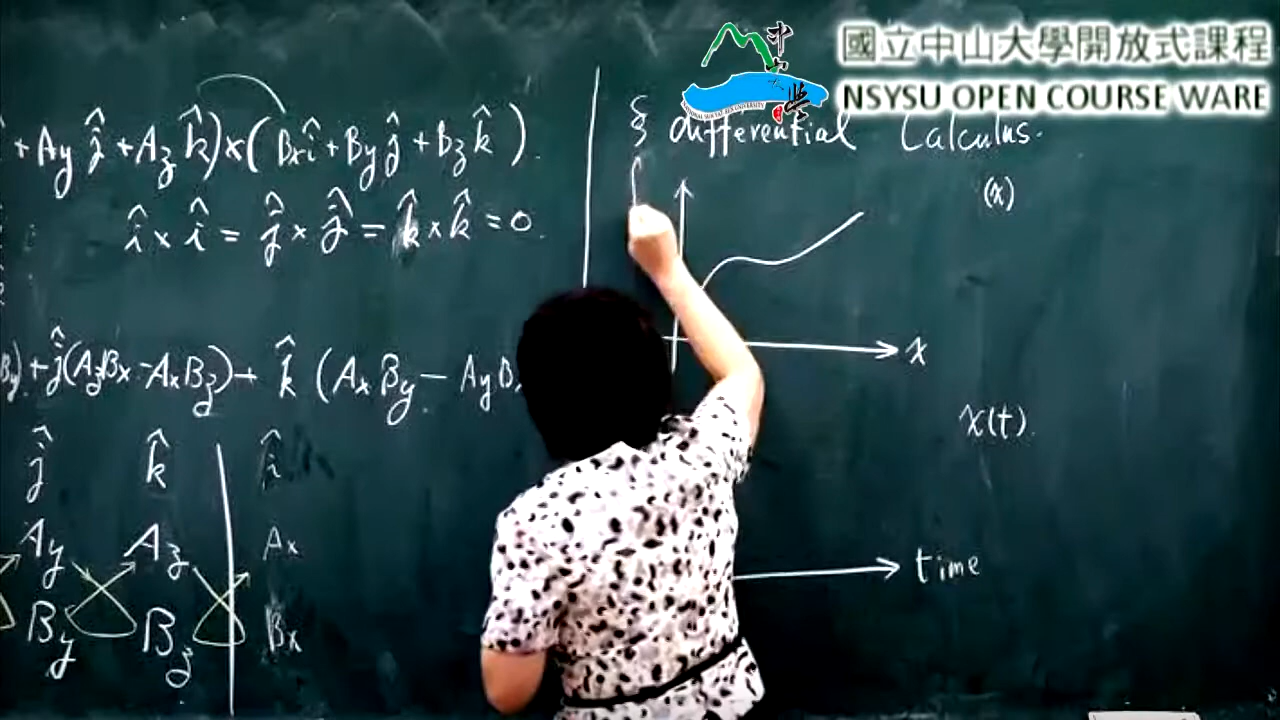 國立中山大學開放式課程
NSYSU OPEN COURSE WARE
+ Ay ĵ + Az k̂) × ( Bx î + By ĵ + Bz k̂ ).
î × î = ĵ × ĵ = k̂ × k̂ = 0.
By) + ĵ(AzBx - AxBz) + k̂ (AxBy - AyB
ĵ k̂ î
Ay Az Ax
By Bz Bx
§ differential Calculus.
(x)
x
x(t).
time